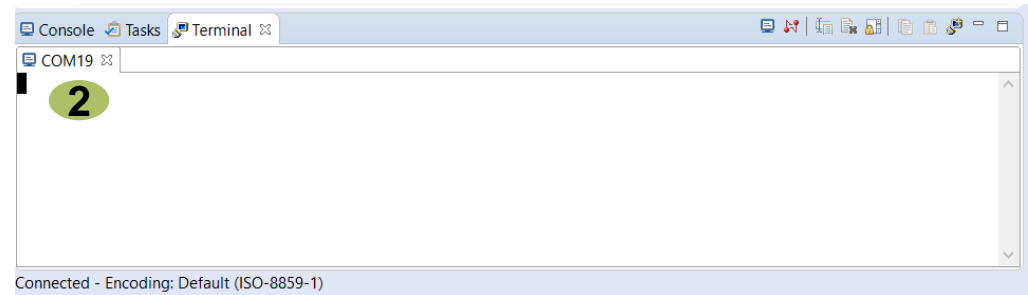 Console Tasks Terminal
COM19
2
Connected - Encoding: Default (ISO-8859-1)